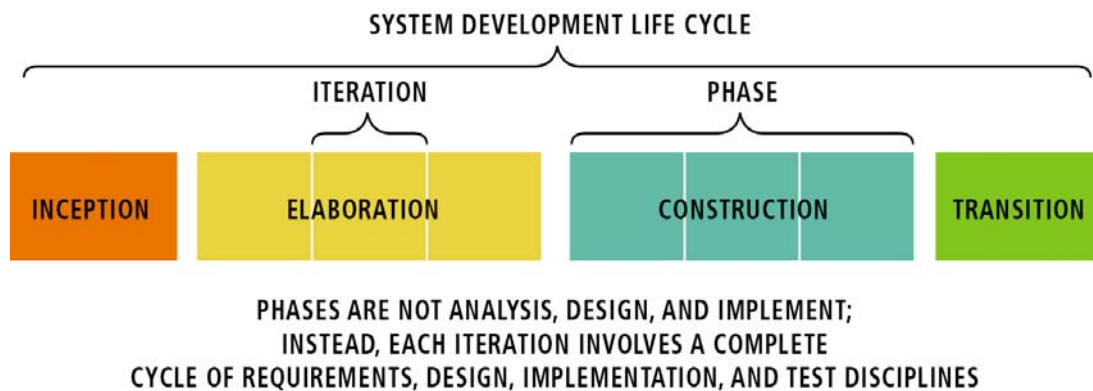 SYSTEM DEVELOPMENT LIFE CYCLE
ITERATION
PHASE
INCEPTION
ELABORATION
CONSTRUCTION
TRANSITION
PHASES ARE NOT ANALYSIS, DESIGN, AND IMPLEMENT;
INSTEAD, EACH ITERATION INVOLVES A COMPLETE
CYCLE OF REQUIREMENTS, DESIGN, IMPLEMENTATION, AND TEST DISCIPLINES